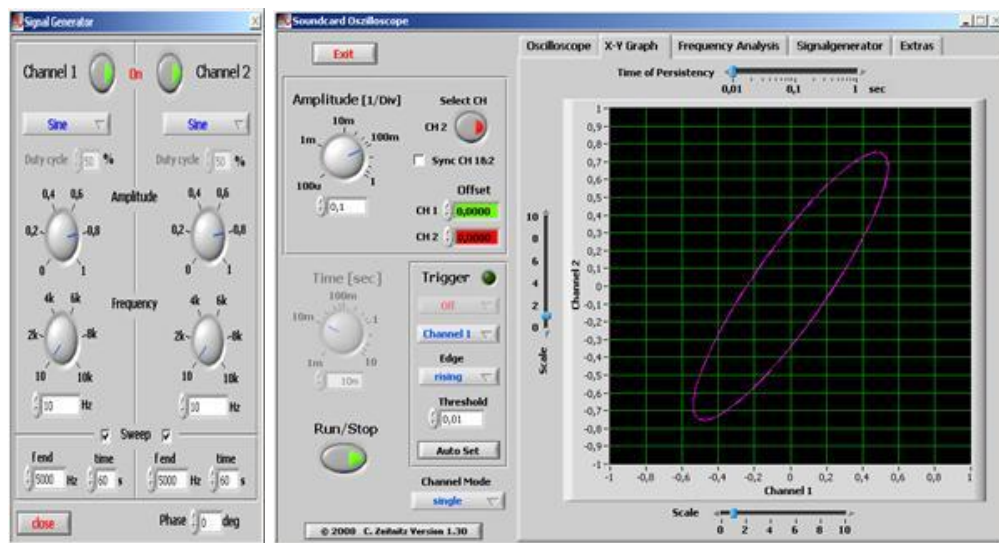 Signal Generator
Channel 1 On Channel 2
Sine Sine
Duty cycle 50 % Duty cycle 50 %
0,4 0,6 Amplitude 0,4 0,6
0,2 0,8 0,2 0,8
0 1 0 1
4k 6k Frequency 4k 6k
2k 8k 2k 8k
10 10k 10 10k
10 Hz 10 Hz
Sweep
f end time f end time
5000 Hz 60 s 5000 Hz 60 s
close Phase 0 deg
Soundcard Oszilloscope
Exit
Amplitude [1/Div] Select CH
10m
1m 100m
100u 1
0,1
CH 2
Sync CH 1&2
Offset
CH 1 0,0000
CH 2 0,0000
Time [sec]
100m
10m 1
1m 10
10m
Trigger
Off
Channel 1
Edge
rising
Threshold
0,01
Auto Set
Run/Stop
Channel Mode
single
© 2008 C. Zeitnitz Version 1.30
Oscilloscope X-Y Graph Frequency Analysis Signalgenerator Extras
Time of Persistency
0,01 0,1 1 sec
10
8
6
4
2
0
Scale
Channel 2
1
0,9
0,8
0,7
0,6
0,5
0,4
0,3
0,2
0,1
0
-0,1
-0,2
-0,3
-0,4
-0,5
-0,6
-0,7
-0,8
-0,9
-1
-1 -0,8 -0,6 -0,4 -0,2 0 0,2 0,4 0,6 0,8 1
Channel 1
Scale
0 2 4 6 8 10